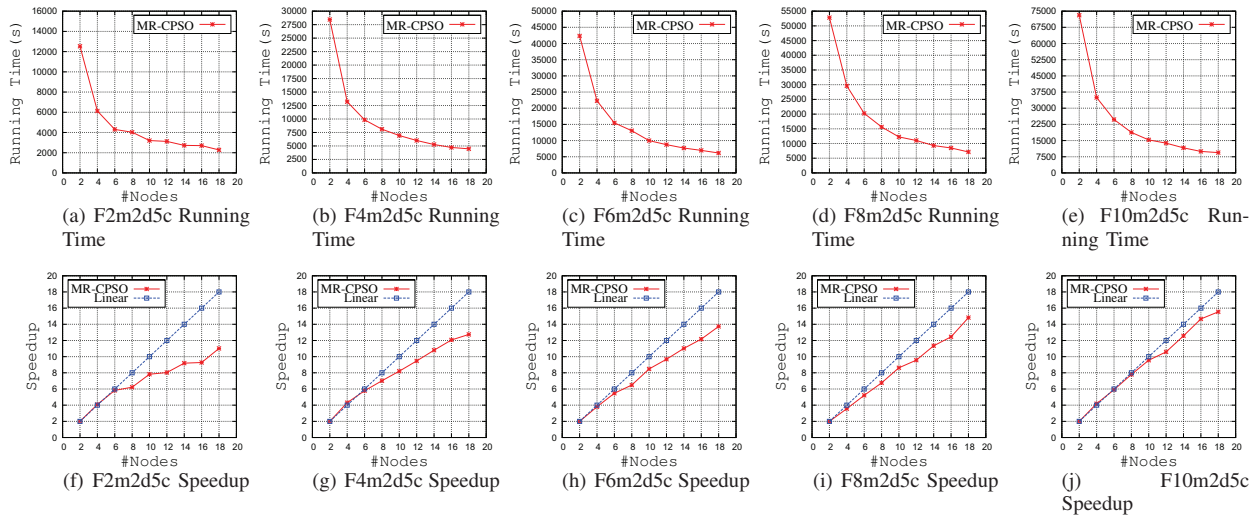 16000
14000
12000
10000
8000
6000
4000
2000
0 2 4 6 8 10 12 14 16 18 20
Running Time(s)
#Nodes
MR-CPSO
(a) F2m2d5c Running
Time
30000
27500
25000
22500
20000
17500
15000
12500
10000
7500
5000
2500
0
0 2 4 6 8 10 12 14 16 18 20
Running Time(s)
#Nodes
MR-CPSO
(b) F4m2d5c Running
Time
50000
45000
40000
35000
30000
25000
20000
15000
10000
5000
0 2 4 6 8 10 12 14 16 18 20
Running Time(s)
#Nodes
MR-CPSO
(c) F6m2d5c Running
Time
55000
50000
45000
40000
35000
30000
25000
20000
15000
10000
5000
0
0 2 4 6 8 10 12 14 16 18 20
Running Time(s)
#Nodes
MR-CPSO
(d) F8m2d5c Running
Time
75000
67500
60000
52500
45000
37500
30000
22500
15000
7500
0
0 2 4 6 8 10 12 14 16 18 20
Running Time(s)
#Nodes
MR-CPSO
(e) F10m2d5c Run-
ning Time
20
18
16
14
12
10
8
6
4
2
0
0 2 4 6 8 10 12 14 16 18 20
Speedup
#Nodes
MR-CPSO
Linear
(f) F2m2d5c Speedup
20
18
16
14
12
10
8
6
4
2
0
0 2 4 6 8 10 12 14 16 18 20
Speedup
#Nodes
MR-CPSO
Linear
(g) F4m2d5c Speedup
20
18
16
14
12
10
8
6
4
2
0
0 2 4 6 8 10 12 14 16 18 20
Speedup
#Nodes
MR-CPSO
Linear
(h) F6m2d5c Speedup
20
18
16
14
12
10
8
6
4
2
0
0 2 4 6 8 10 12 14 16 18 20
Speedup
#Nodes
MR-CPSO
Linear
(i) F8m2d5c Speedup
20
18
16
14
12
10
8
6
4
2
0
0 2 4 6 8 10 12 14 16 18 20
Speedup
#Nodes
MR-CPSO
Linear
(j) F10m2d5c
Speedup